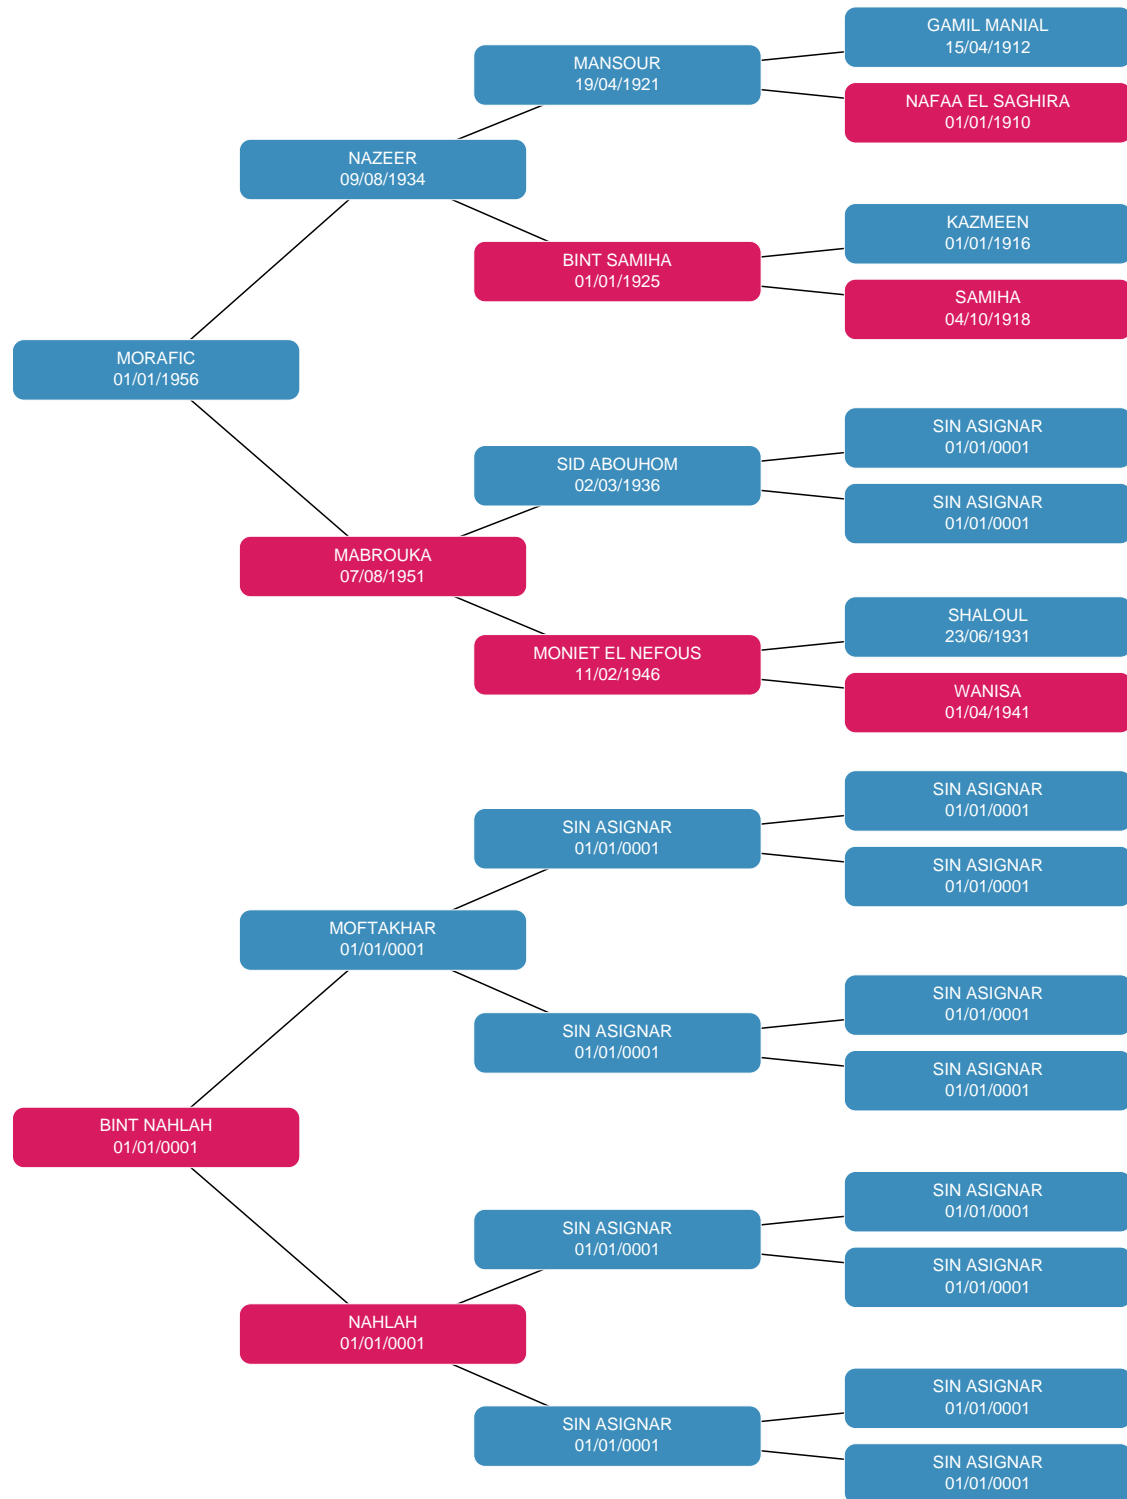 GAMIL MANIAL
15/04/1912
MANSOUR
19/04/1921
NAFAA EL SAGHIRA
01/01/1910
NAZEER
09/08/1934
KAZMEEN
01/01/1916
BINT SAMIHA
01/01/1925
SAMIHA
04/10/1918
MORAFIC
01/01/1956
SIN ASIGNAR
01/01/0001
SID ABOUHOM
02/03/1936
SIN ASIGNAR
01/01/0001
MABROUKA
07/08/1951
SHALOUL
23/06/1931
MONIET EL NEFOUS
11/02/1946
WANISA
01/04/1941
SIN ASIGNAR
01/01/0001
SIN ASIGNAR
01/01/0001
SIN ASIGNAR
01/01/0001
MOFTAKHAR
01/01/0001
SIN ASIGNAR
01/01/0001
SIN ASIGNAR
01/01/0001
SIN ASIGNAR
01/01/0001
BINT NAHLAH
01/01/0001
SIN ASIGNAR
01/01/0001
SIN ASIGNAR
01/01/0001
SIN ASIGNAR
01/01/0001
NAHLAH
01/01/0001
SIN ASIGNAR
01/01/0001
SIN ASIGNAR
01/01/0001
SIN ASIGNAR
01/01/0001